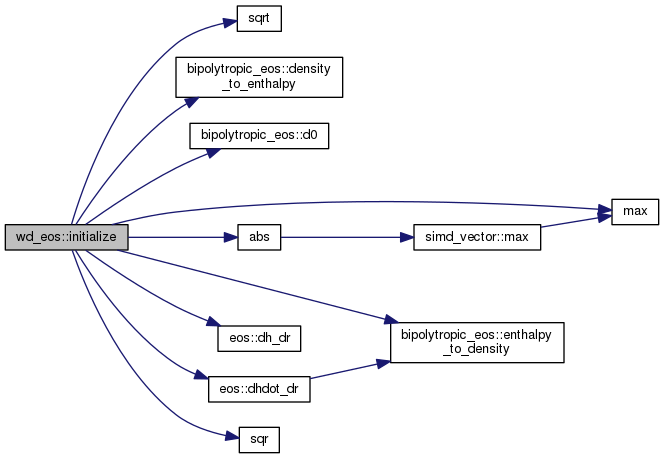 sqrt
bipolytropic_eos::density
_to_enthalpy
bipolytropic_eos::d0
max
wd_eos::initialize
abs
simd_vector::max
eos::dh_dr
bipolytropic_eos::enthalpy
_to_density
eos::dhdot_dr
sqr